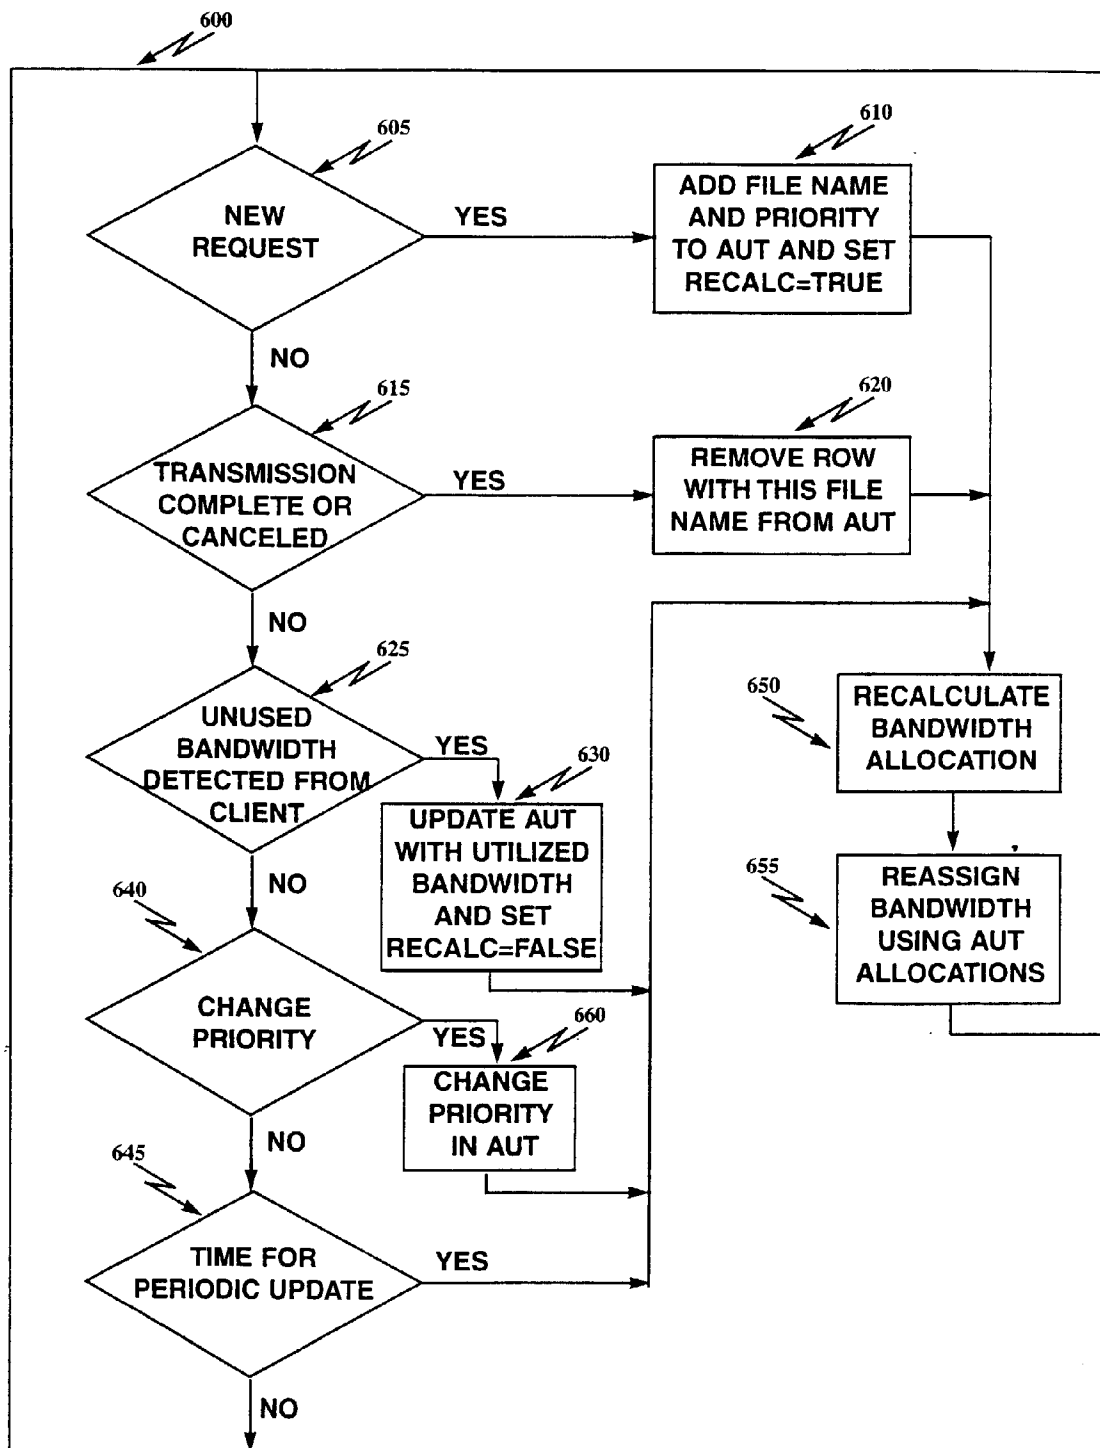 600
605
NEW
REQUEST
YES
610
ADD FILE NAME
AND PRIORITY
TO AUT AND SET
RECALC=TRUE
NO
615
TRANSMISSION
COMPLETE OR
CANCELED
YES
620
REMOVE ROW
WITH THIS FILE
NAME FROM AUT
NO
625
UNUSED
BANDWIDTH
DETECTED FROM
CLIENT
YES
630
UPDATE AUT
WITH UTILIZED
BANDWIDTH
AND SET
RECALC=FALSE
650
RECALCULATE
BANDWIDTH
ALLOCATION
655
REASSIGN
BANDWIDTH
USING AUT
ALLOCATIONS
NO
640
CHANGE
PRIORITY
YES
660
CHANGE
PRIORITY
IN AUT
NO
645
TIME FOR
PERIODIC UPDATE
YES
NO